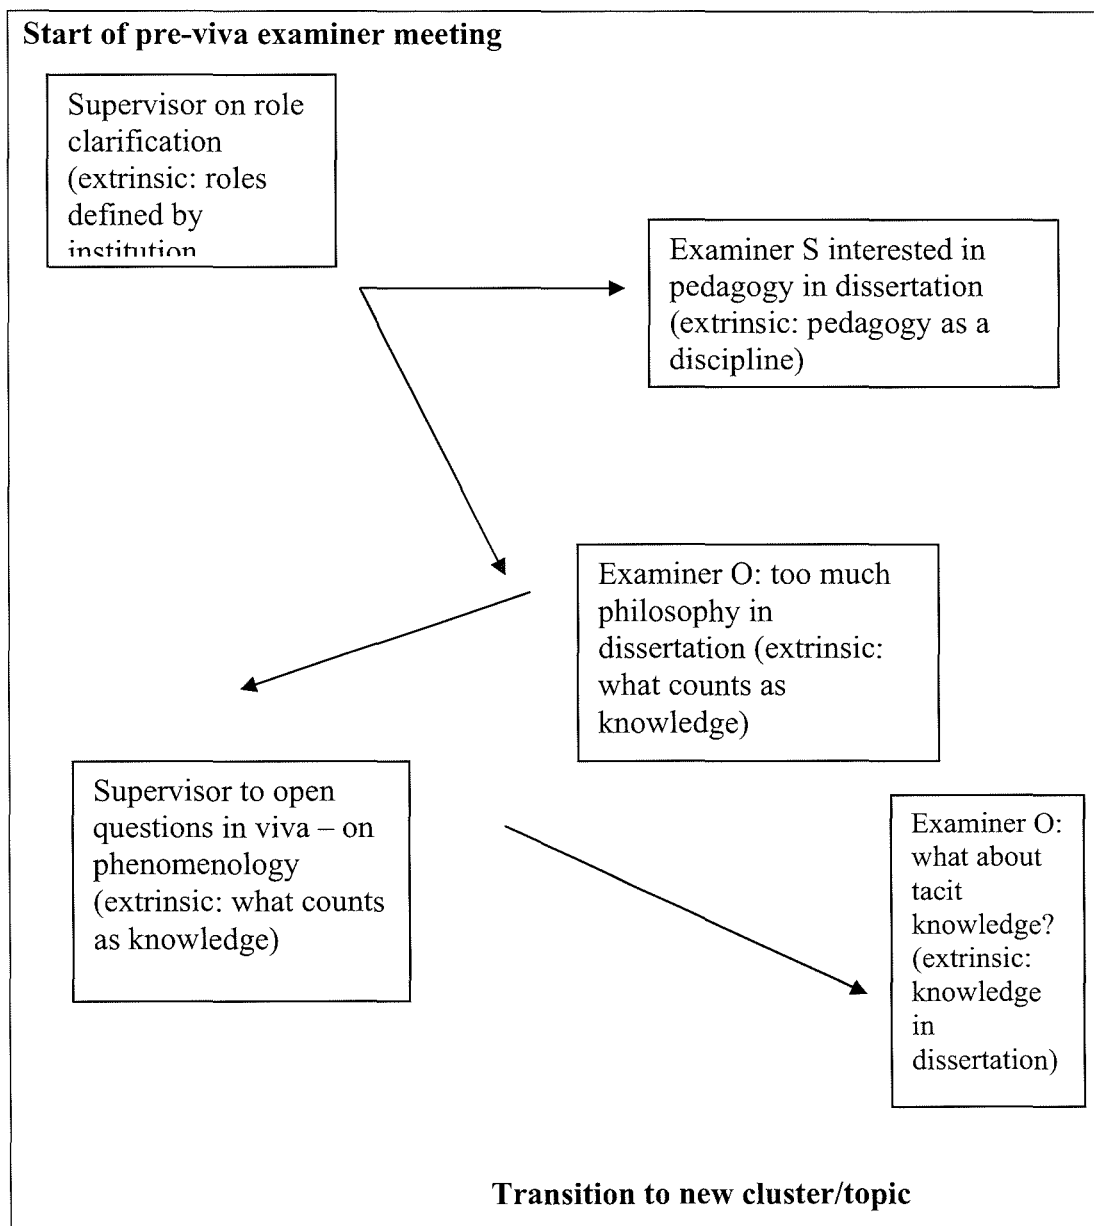 Start of pre-viva examiner meeting
Supervisor on role
clarification
(extrinsic: roles
defined by
institution
Examiner S interested in
pedagogy in dissertation
(extrinsic: pedagogy as a
discipline)
Examiner O: too much
philosophy in
dissertation (extrinsic:
what counts as
knowledge)
Supervisor to open
questions in viva – on
phenomenology
(extrinsic: what counts
as knowledge)
Examiner O:
what about
tacit
knowledge?
(extrinsic:
knowledge
in
dissertation)
Transition to new cluster/topic